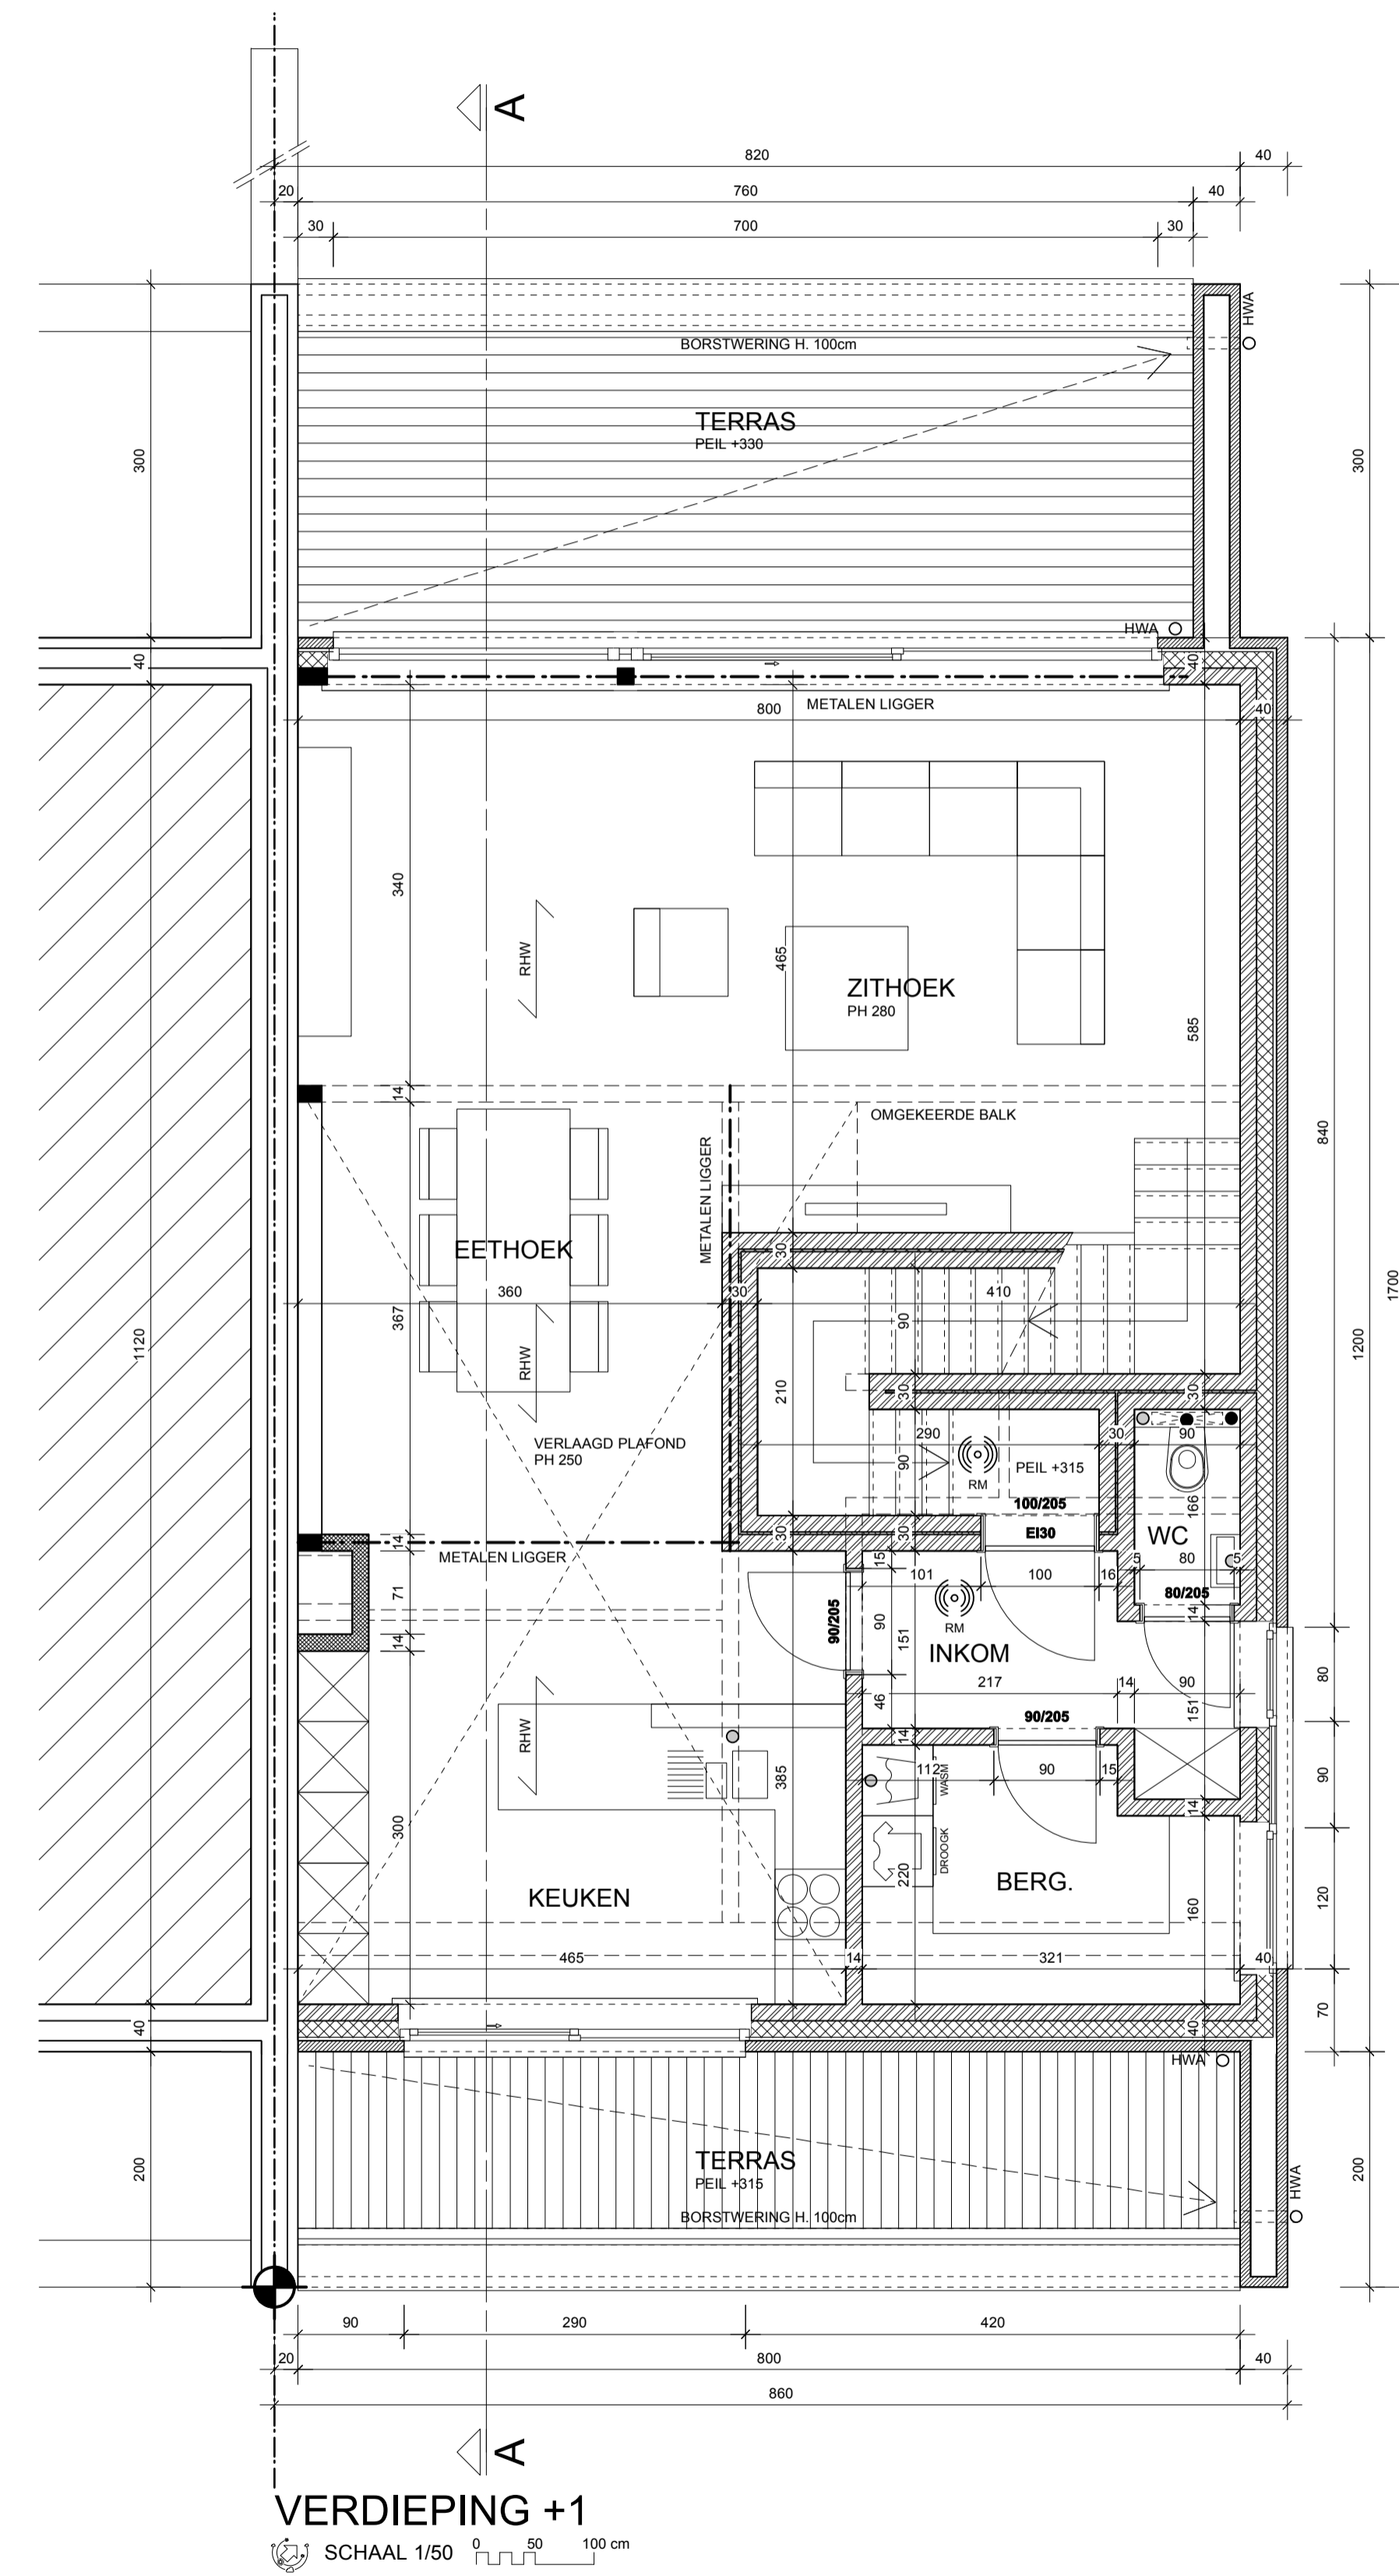 A
820
40
20
760
40
30
700
30
HWA
BORSTWERING H. 100cm
TERRAS
PEIL +330
300
300
HWA
40
40
METALEN LIGGER
800
40
340
RHW
465
ZITHOEK
PH 280
585
14
OMGEKEERDE BALK
840
METALEN LIGGER
EETHOEK
30
360
30
410
1700
367
90
1120
1200
RHW
210
30
30
VERLAAGD PLAFOND
PH 250
290
30
90
90
PEIL +315
RM
166
100/205
14
30
30
EI30
WC
METALEN LIGGER
15
101
100
16
5
80
5
71
80/205
90/205
90
RM
14
14
151
INKOM
80
217
14
90
46
151
90/205
RHW
14
385
112
WASM
90
15
90
300
14
DROOGK
220
BERG.
KEUKEN
160
120
465
14
321
40
70
40
40
HWA
TERRAS
PEIL +315
200
200
HWA
BORSTWERING H. 100cm
90
290
420
20
800
40
860
A
VERDIEPING +1
SCHAAL 1/50
0 50 100 cm